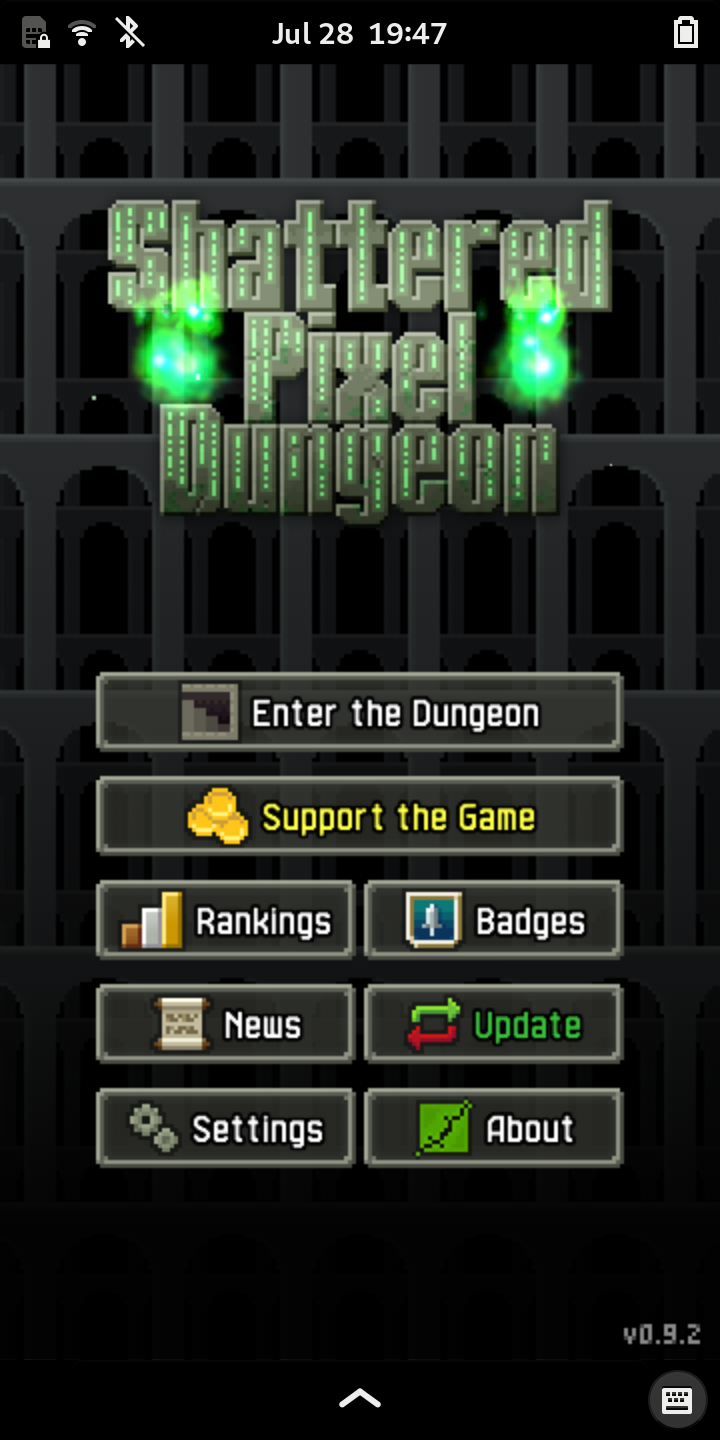 Jul 28 19:47
Shattered
Pixel
Dungeon
Enter the Dungeon
Support the Game
Rankings
Badges
News
Update
Settings
About
v0.9.2